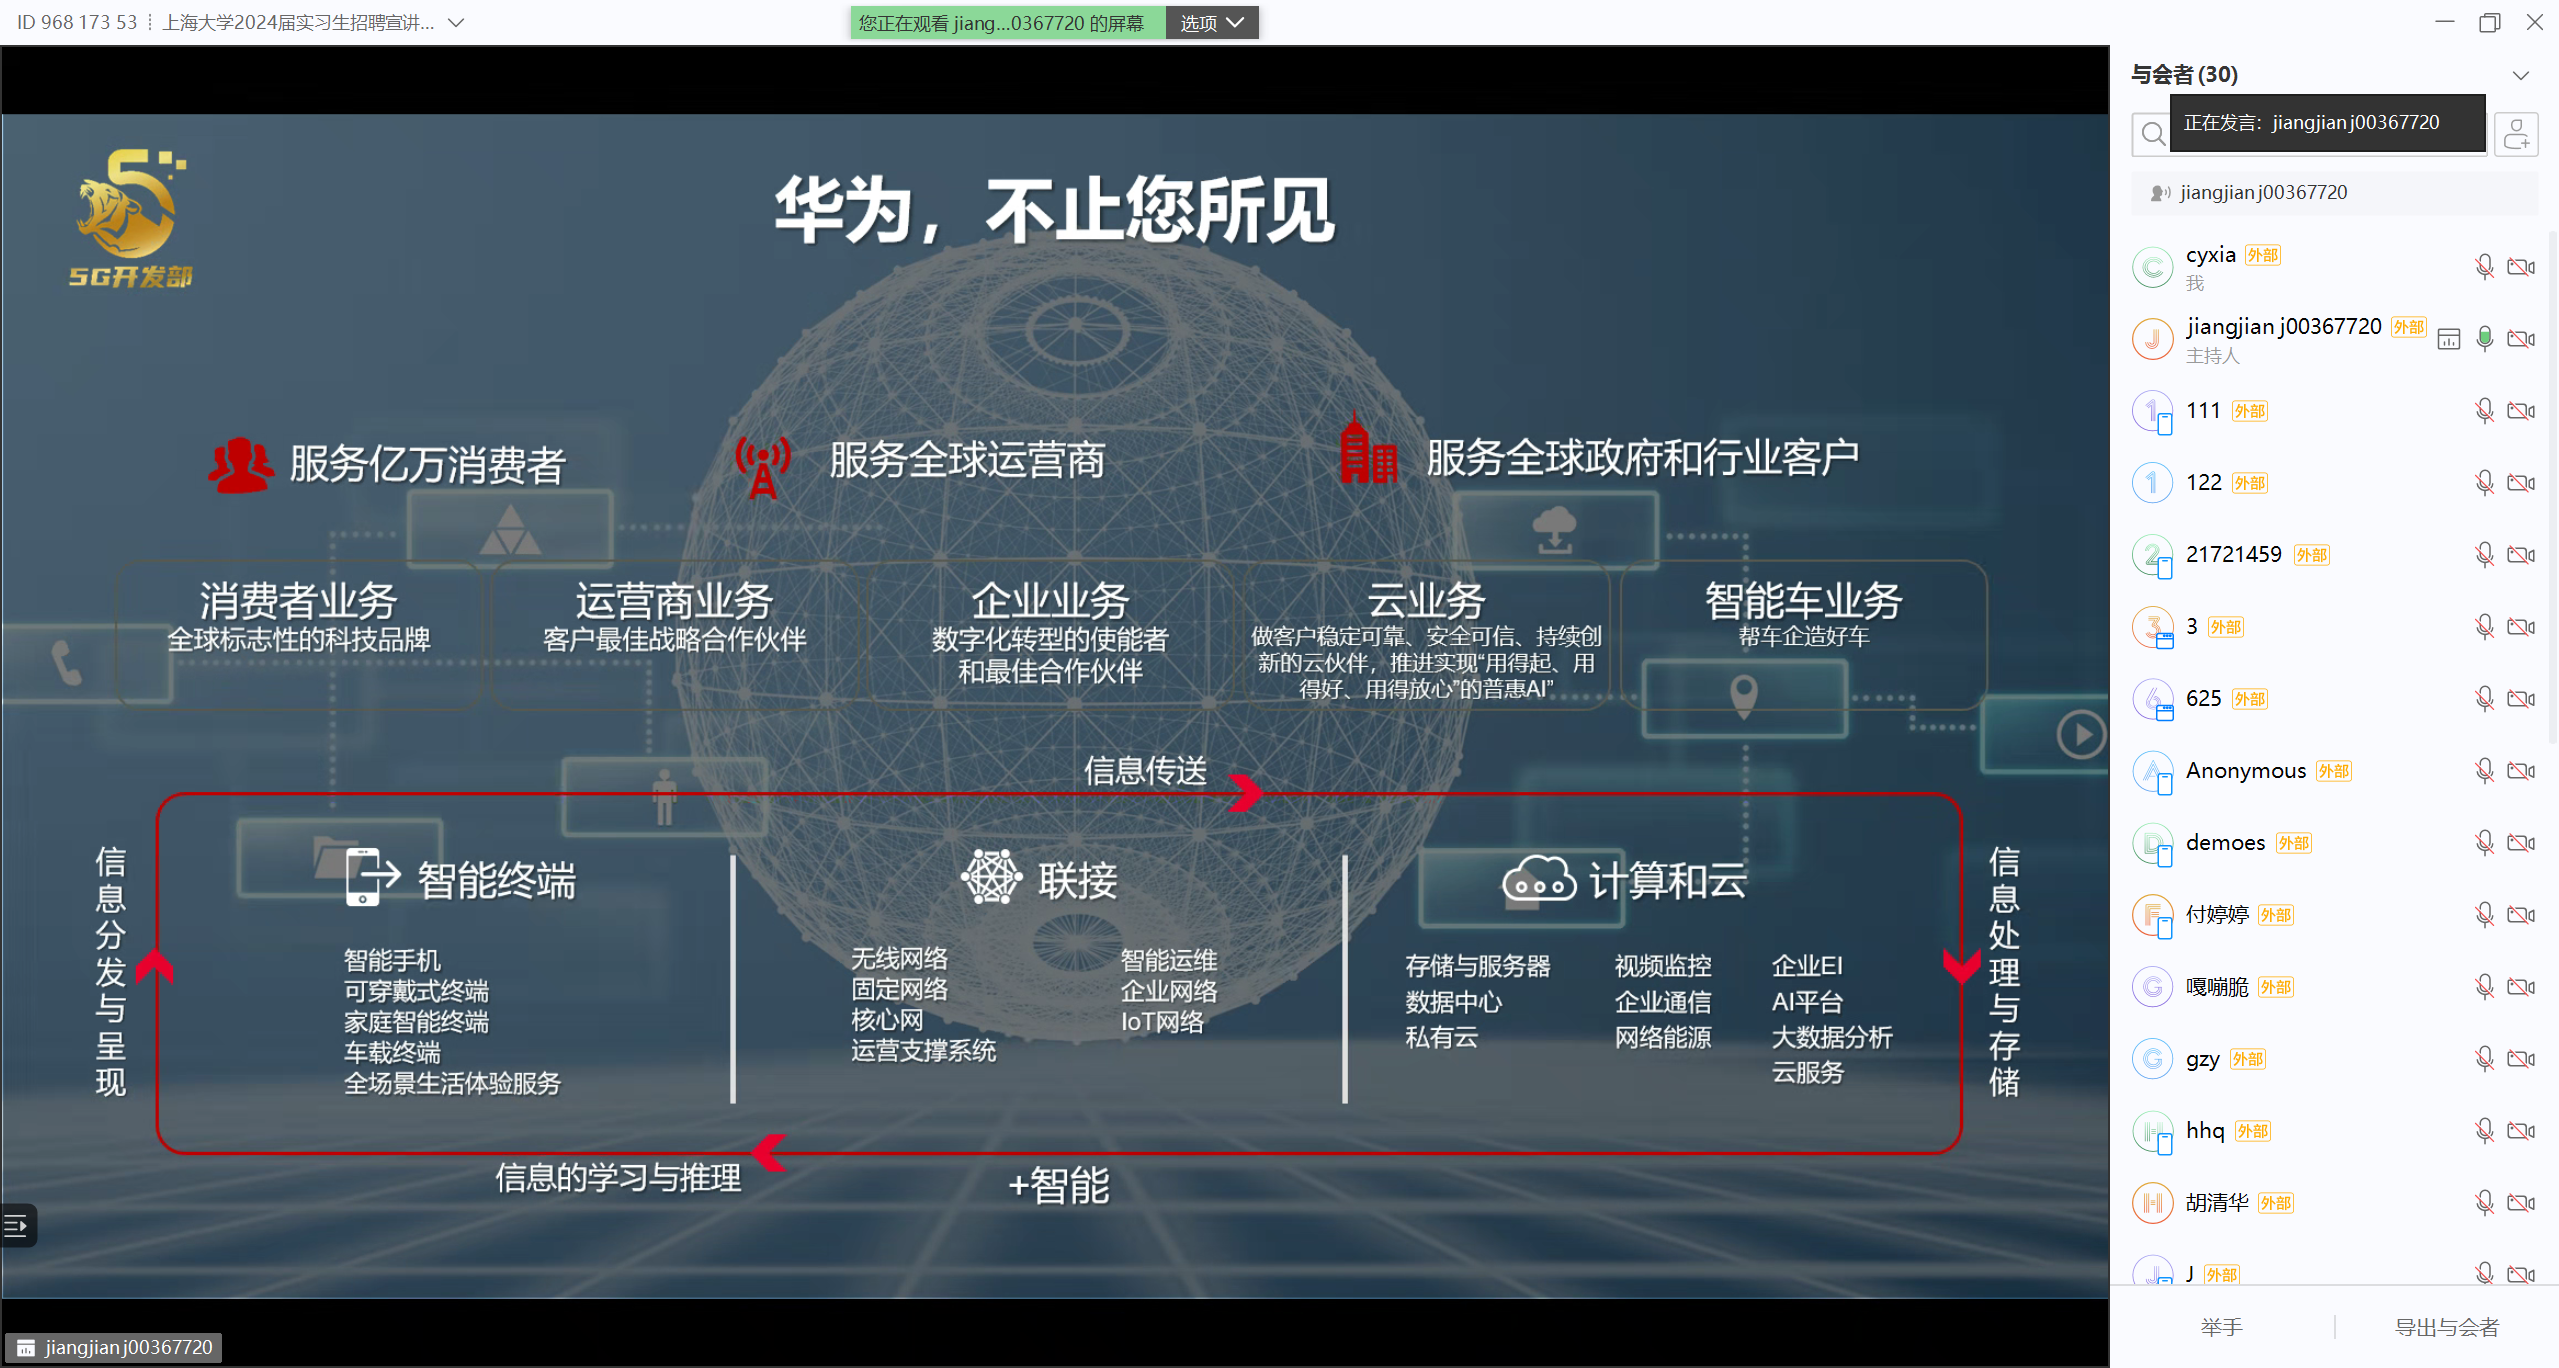 ID 968 173 53
上海大学2024届实习生招聘宣讲...
您正在观看 jiang...0367720 的屏幕
选项
5G开发部
华为，不止您所见
服务亿万消费者
服务全球运营商
服务全球政府和行业客户
消费者业务
全球标志性的科技品牌
运营商业务
客户最佳战略合作伙伴
企业业务
数字化转型的使能者
和最佳合作伙伴
云业务
做客户稳定可靠、安全可信、持续创
新的云伙伴，推进实现“用得起、用
得好、用得放心”的普惠AI”
智能车业务
帮车企造好车
信息传送
信息分发与呈现
智能终端
智能手机
可穿戴式终端
家庭智能终端
车载终端
全场景生活体验服务
联接
无线网络
固定网络
核心网
运营支撑系统
智能运维
企业网络
IoT网络
计算和云
存储与服务器
数据中心
私有云
视频监控
企业通信
网络能源
企业EI
AI平台
大数据分析
云服务
信息处理与存储
信息的学习与推理
+智能
jiangjian j00367720
与会者 (30)
正在发言: jiangjian j00367720
jiangjian j00367720
C
cyxia 外部
我
J
jiangjian j00367720 外部
主持人
1
111 外部
1
122 外部
2
21721459 外部
3
3 外部
6
625 外部
A
Anonymous 外部
D
demoes 外部
F
付婷婷 外部
G
嘎嘣脆 外部
G
gzy 外部
H
hhq 外部
H
胡清华 外部
J
J 外部
举手
导出与会者